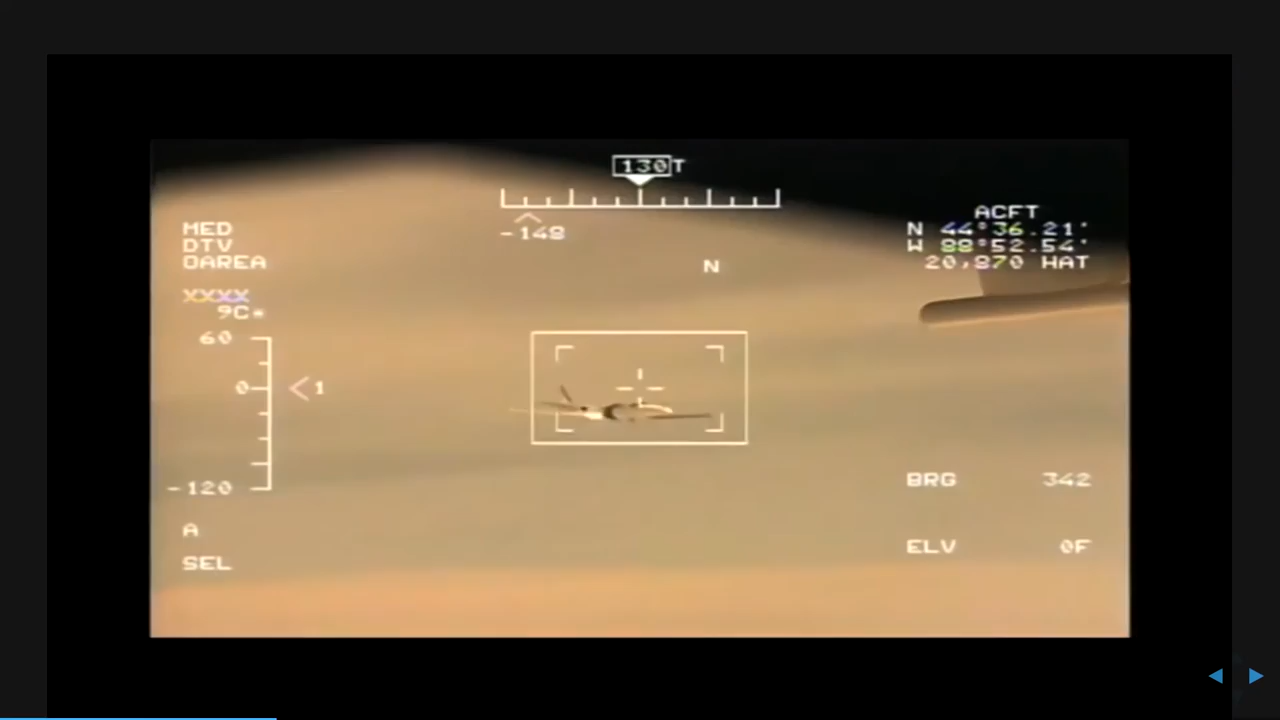 130T
-148
N
MED
DTV
OAREA
XXXX
9C*
60
0
<1
-120
A
SEL
ACFT
N 44°36.21'
W 88°52.54'
20,870 HAT
BRG 342
ELV 0F